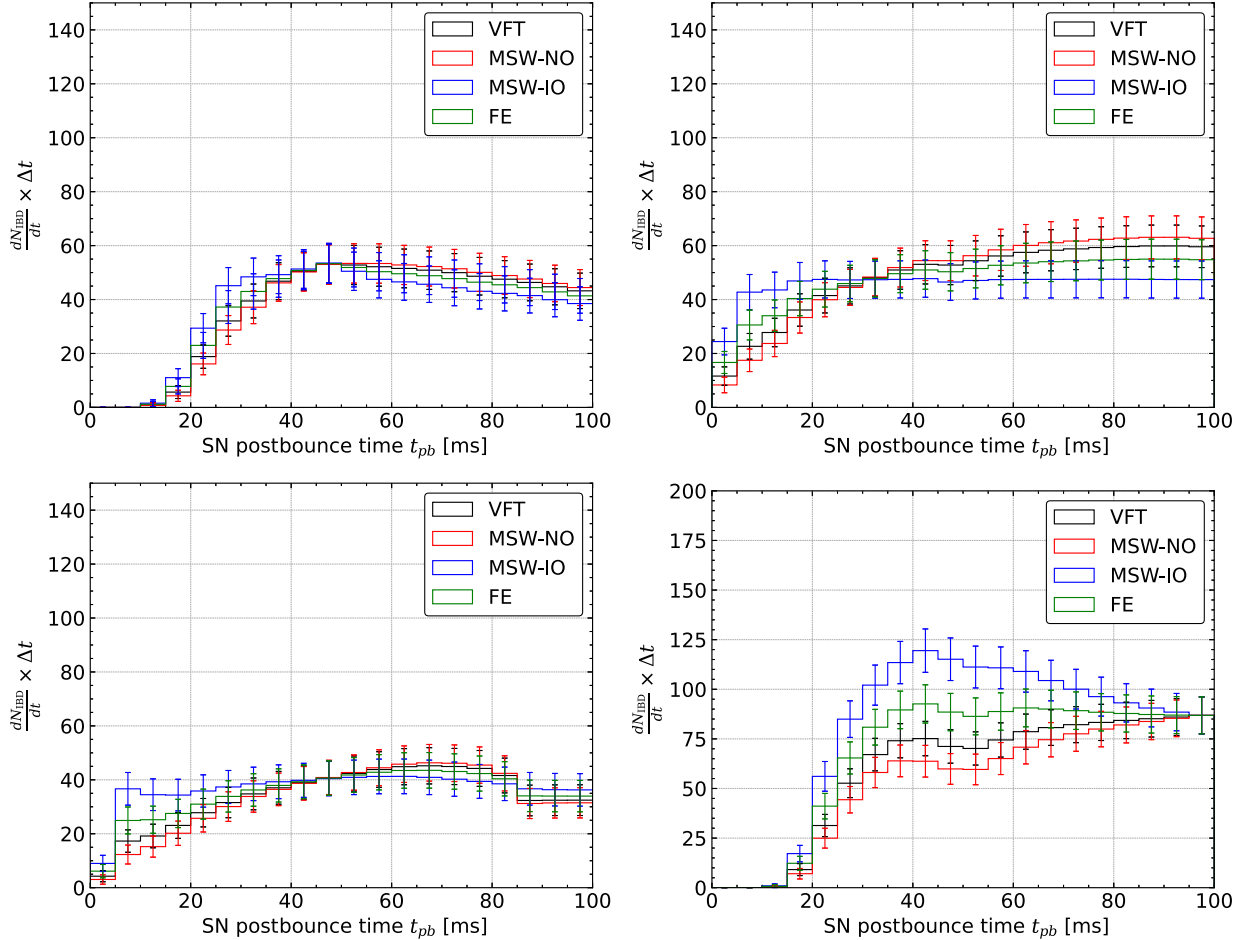 VFT
MSW-NO
MSW-IO
FE
150
140
120
100
80
60
40
20
0
0 20 40 60 80 100
dN_IBD/dt × Δt
SN postbounce time t_pb [ms]
VFT
MSW-NO
MSW-IO
FE
140
120
100
80
60
40
20
0
0 20 40 60 80 100
dN_IBD/dt × Δt
SN postbounce time t_pb [ms]
VFT
MSW-NO
MSW-IO
FE
140
120
100
80
60
40
20
0
0 20 40 60 80 100
dN_IBD/dt × Δt
SN postbounce time t_pb [ms]
VFT
MSW-NO
MSW-IO
FE
200
175
150
125
100
75
50
25
0
0 20 40 60 80 100
dN_IBD/dt × Δt
SN postbounce time t_pb [ms]